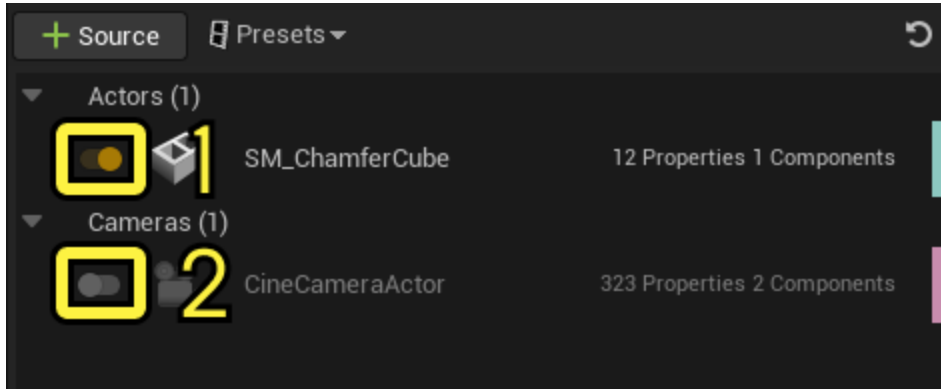 + Source Presets
Actors (1)
1 SM_ChamferCube 12 Properties 1 Components
Cameras (1)
2 CineCameraActor 323 Properties 2 Components